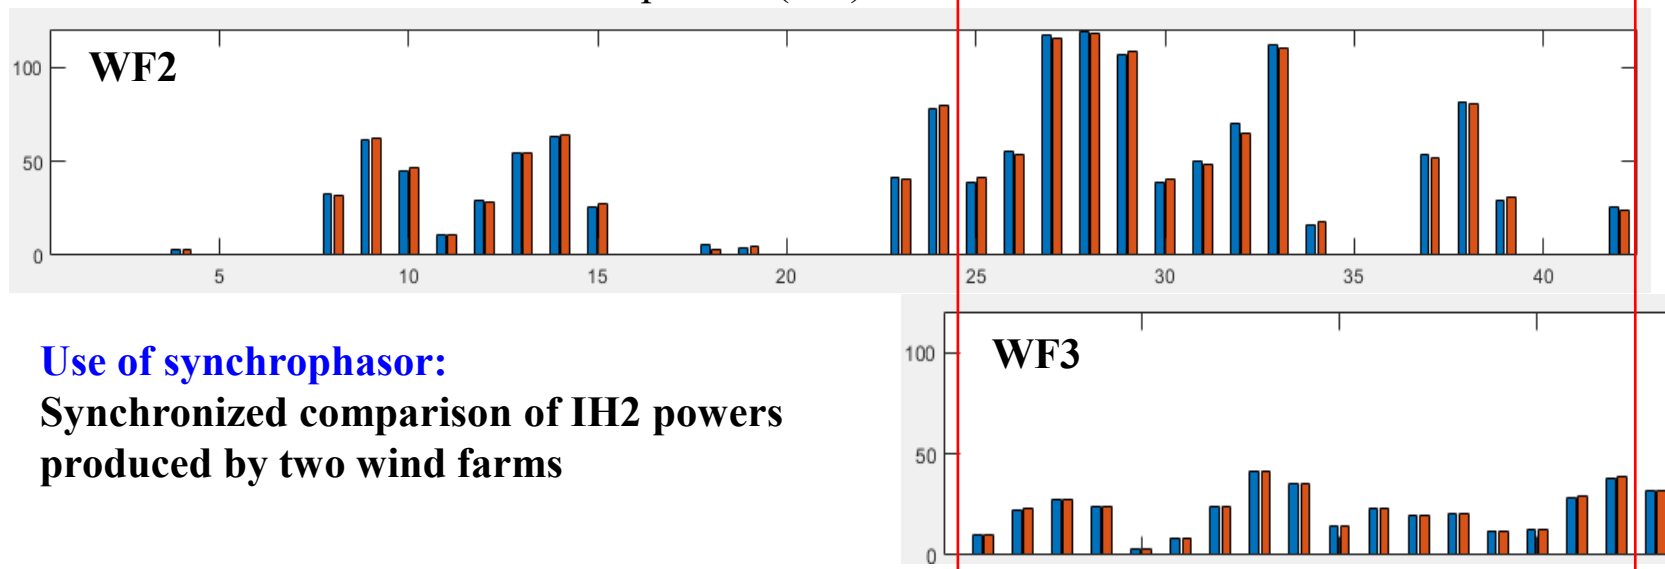 100
WF2
50
0
5 10 15 20 25 30 35 40
100
WF3
50
0
Use of synchrophasor:
Synchronized comparison of IH2 powers
produced by two wind farms